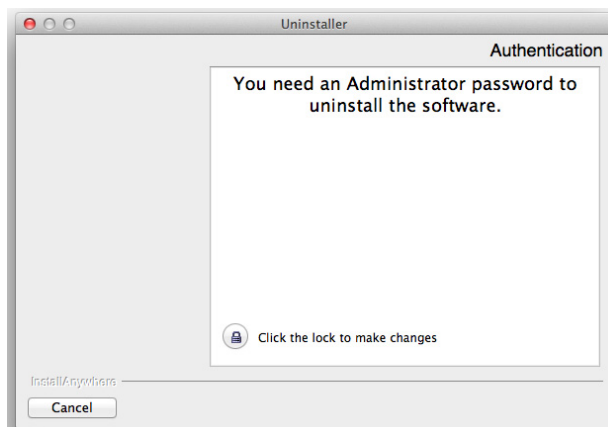 Uninstaller
Authentication
You need an Administrator password to
uninstall the software.
Click the lock to make changes
InstallAnywhere
Cancel